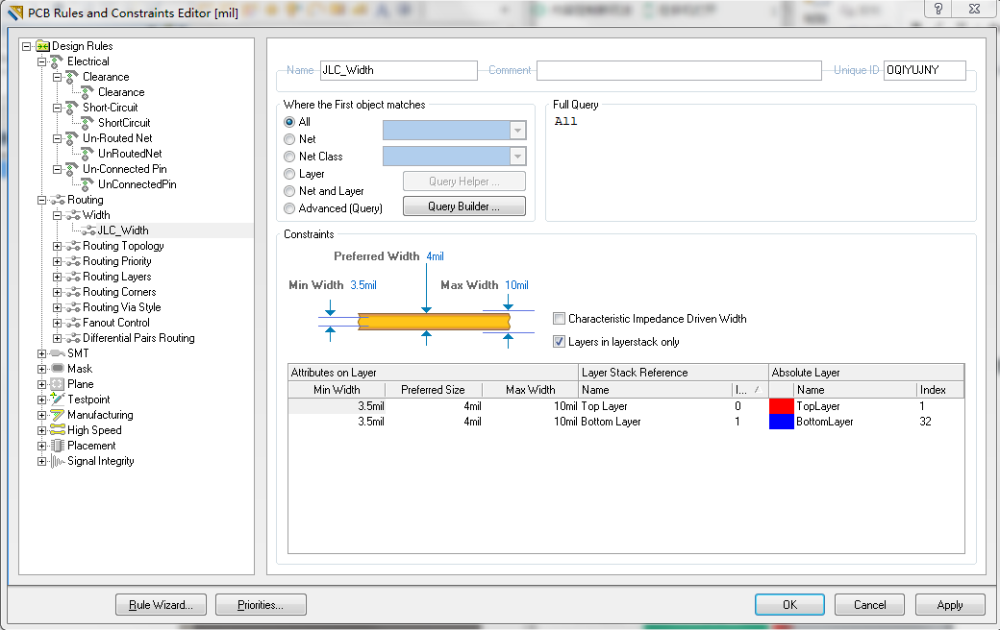 PCB Rules and Constraints Editor [mil]
Design Rules
Electrical
Clearance
Clearance
Short-Circuit
ShortCircuit
Un-Routed Net
UnRoutedNet
Un-Connected Pin
UnConnectedPin
Routing
Width
JLC_Width
Routing Topology
Routing Priority
Routing Layers
Routing Corners
Routing Via Style
Fanout Control
Differential Pairs Routing
SMT
Mask
Plane
Testpoint
Manufacturing
High Speed
Placement
Signal Integrity
Name JLC_Width Comment Unique ID OQIYUJNY
Where the First object matches
All
Net
Net Class
Layer
Net and Layer
Advanced (Query)
Query Helper ...
Query Builder ...
Full Query
All
Constraints
Preferred Width 4mil
Min Width 3.5mil Max Width 10mil
Characteristic Impedance Driven Width
Layers in layerstack only
Attributes on Layer Layer Stack Reference Absolute Layer
Min Width Preferred Size Max Width Name I... Name Index
3.5mil 4mil 10mil Top Layer 0 TopLayer 1
3.5mil 4mil 10mil Bottom Layer 1 BottomLayer 32
Rule Wizard... Priorities... OK Cancel Apply